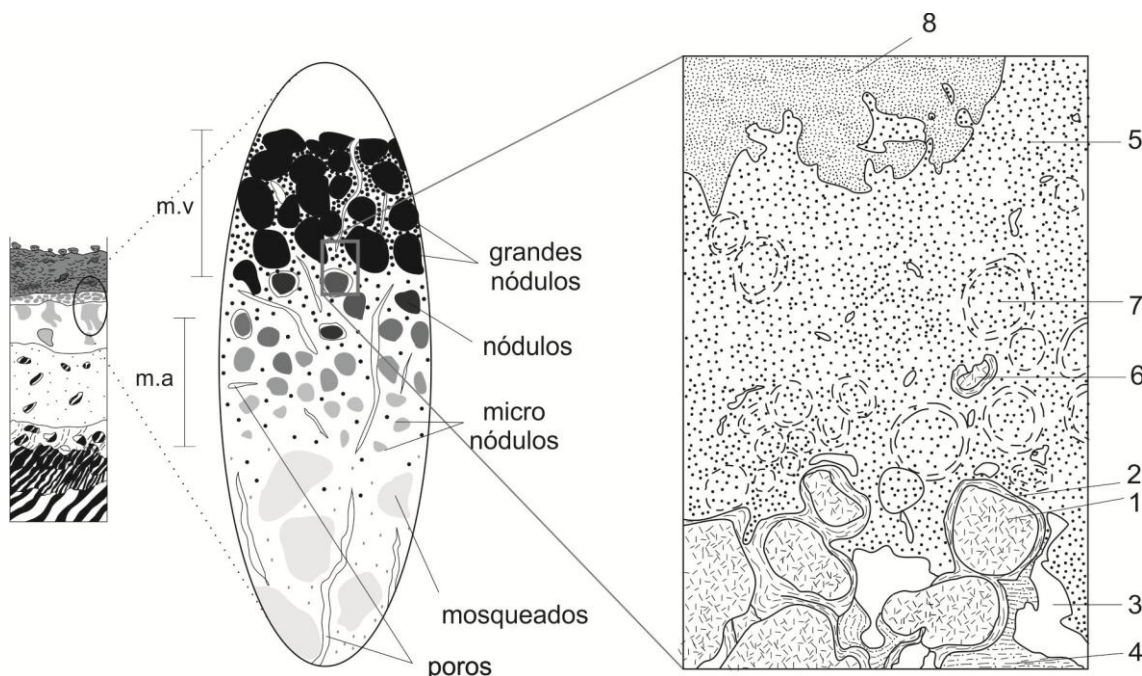 8
5
m.v
grandes
nódulos
7
nódulos
m.a
6
micro
nódulos
2
1
3
mosqueados
4
poros